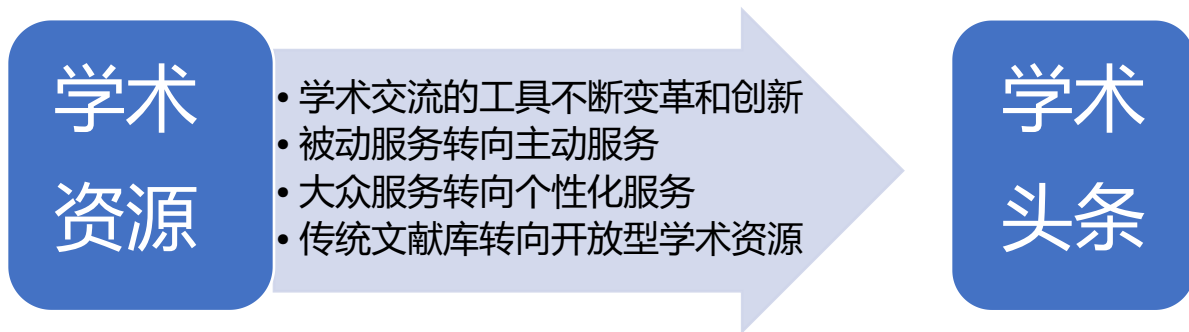 学术
资源
• 学术交流的工具不断变革和创新
• 被动服务转向主动服务
• 大众服务转向个性化服务
• 传统文献库转向开放型学术资源
学术
头条